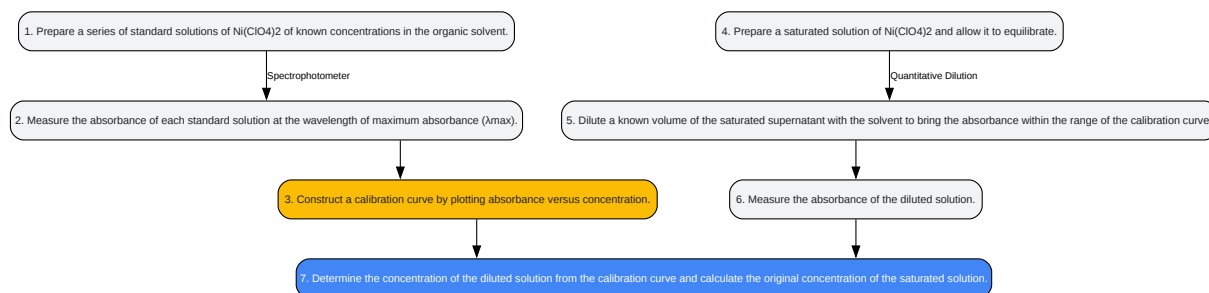 1. Prepare a series of standard solutions of Ni(ClO4)2 of known concentrations in the organic solvent.
4. Prepare a saturated solution of Ni(ClO4)2 and allow it to equilibrate.
Spectrophotometer
Quantitative Dilution
2. Measure the absorbance of each standard solution at the wavelength of maximum absorbance (λmax).
5. Dilute a known volume of the saturated supernatant with the solvent to bring the absorbance within the range of the calibration curve
3. Construct a calibration curve by plotting absorbance versus concentration.
6. Measure the absorbance of the diluted solution.
7. Determine the concentration of the diluted solution from the calibration curve and calculate the original concentration of the saturated solution.